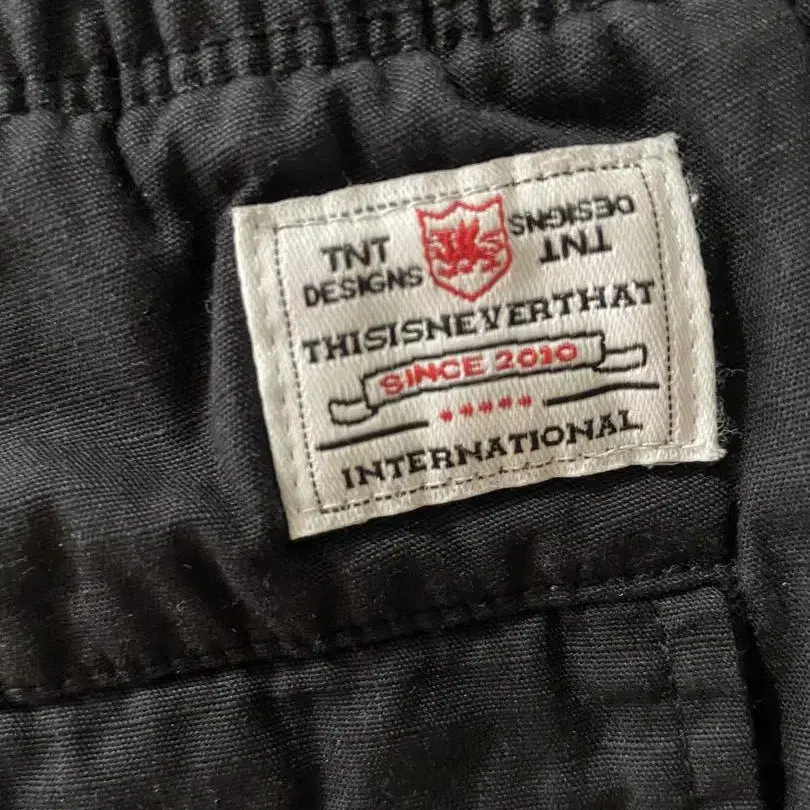 TNT
DESIGNS
DESIGNS
TNT
THISISNEVERTHAT
SINCE 2010
INTERNATIONAL